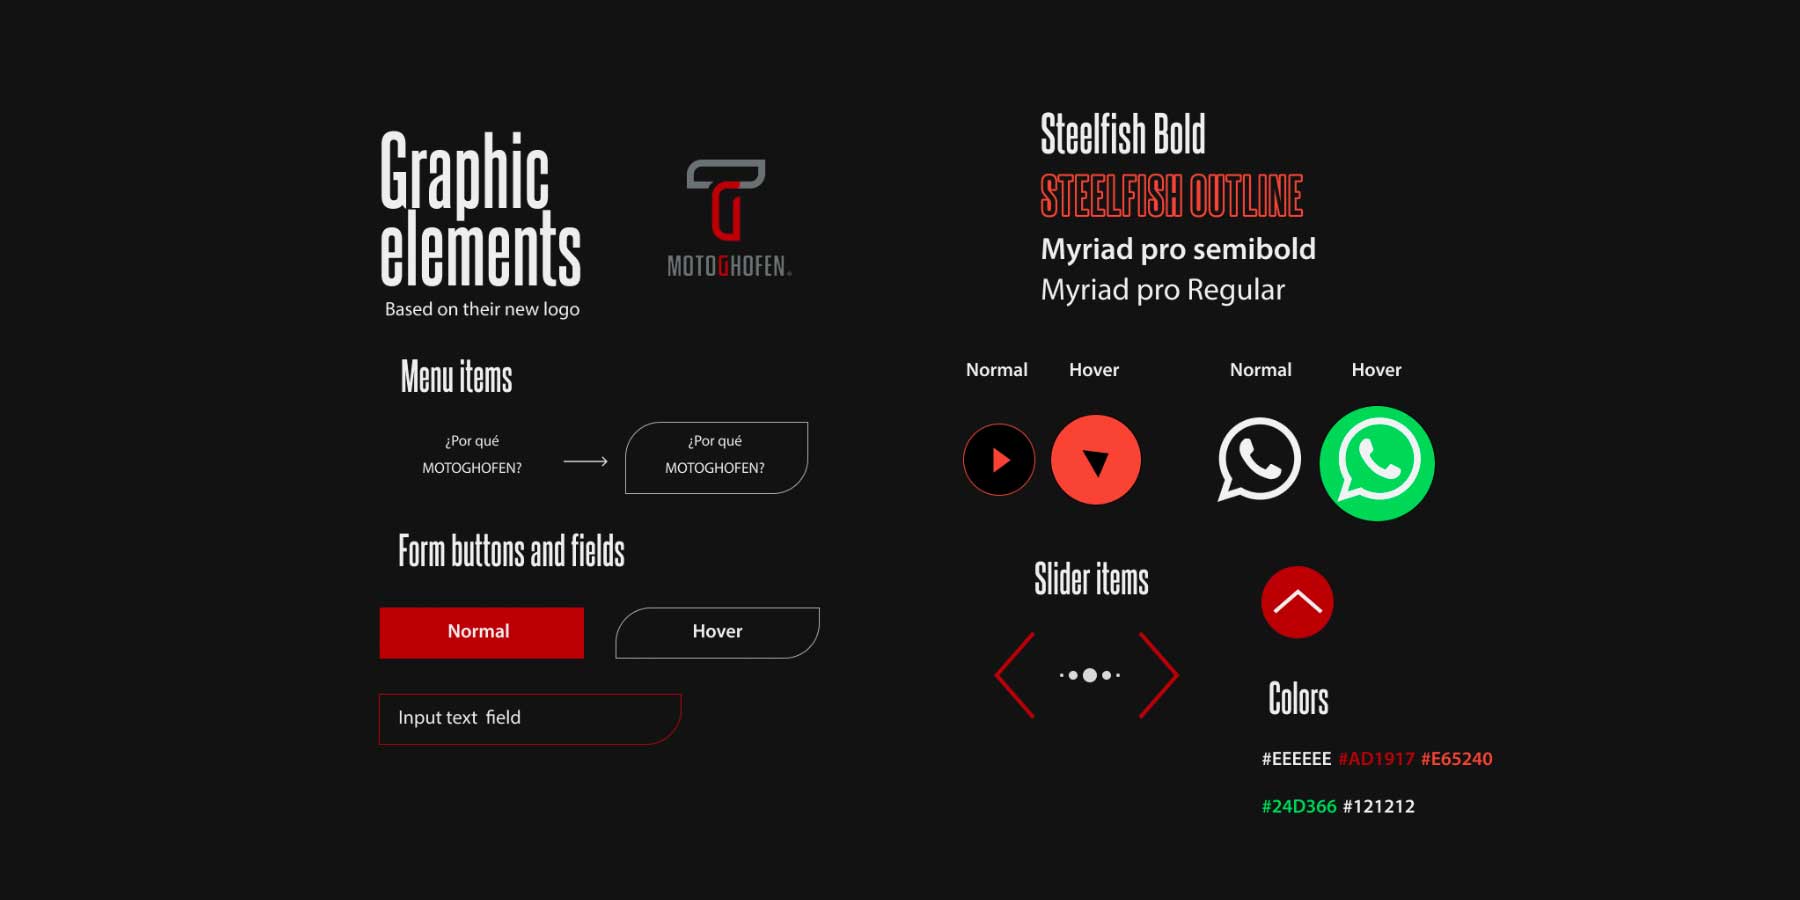 Graphic
elements
Based on their new logo
MOTOGHOFEN
Steelfish Bold
STEELFISH OUTLINE
Myriad pro semibold
Myriad pro Regular
Menu items
¿Por qué
MOTOGHOFEN?
¿Por qué
MOTOGHOFEN?
Form buttons and fields
Normal
Hover
Input text field
Normal
Hover
Normal
Hover
Slider items
Colors
#EEEEEE #AD1917 #E65240
#24D366 #121212